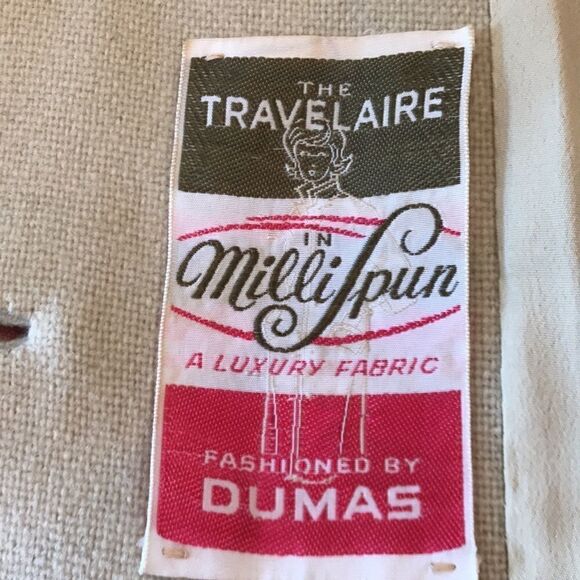 THE
TRAVELAIRE
IN
MilliSpun
A LUXURY FABRIC
FASHIONED BY
DUMAS